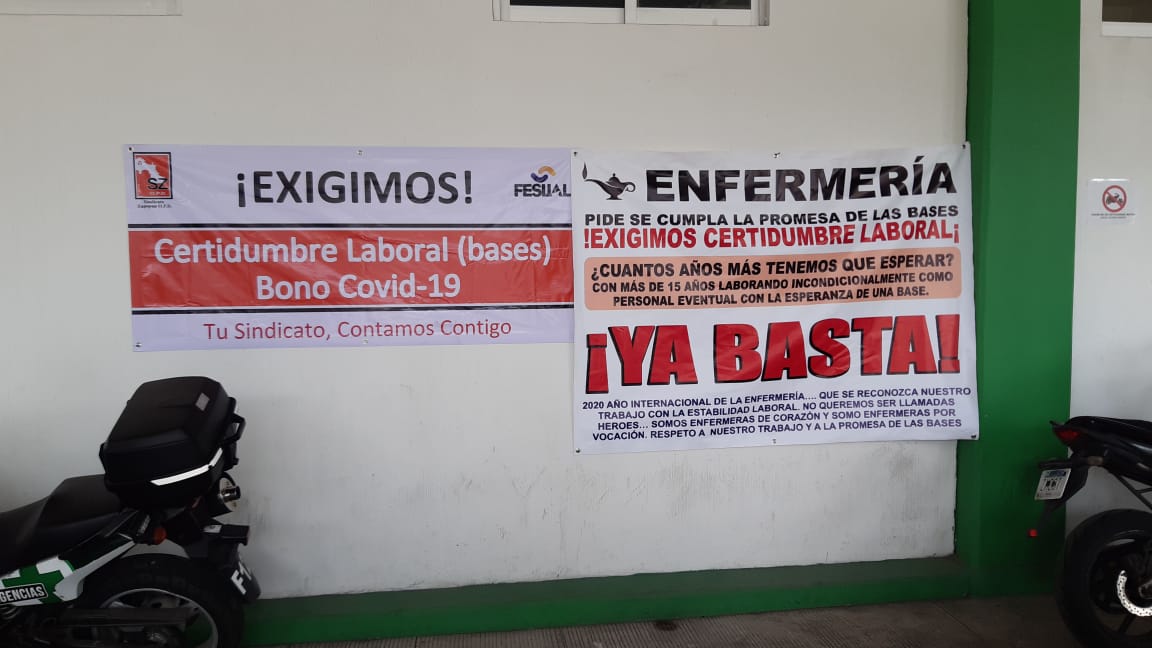 SZ
¡EXIGIMOS!
FESUAL
Certidumbre Laboral (bases)
Bono Covid-19
Tu Sindicato, Contamos Contigo
ENFERMERÍA
PIDE SE CUMPLA LA PROMESA DE LAS BASES
!EXIGIMOS CERTIDUMBRE LABORAL¡
¿CUANTOS AÑOS MÁS TENEMOS QUE ESPERAR?
CON MÁS DE 15 AÑOS LABORANDO INCONDICIONALMENTE COMO
PERSONAL EVENTUAL CON LA ESPERANZA DE UNA BASE.
¡YA BASTA!
2020 AÑO INTERNACIONAL DE LA ENFERMERÍA.... QUE SE RECONOZCA NUESTRO
TRABAJO CON LA ESTABILIDAD LABORAL. NO QUEREMOS SER LLAMADAS
HEROES... SOMOS ENFERMERAS DE CORAZÓN Y SOMO ENFERMERAS POR
VOCACIÓN. RESPETO A NUESTRO TRABAJO Y A LA PROMESA DE LAS BASES
GENCIAS